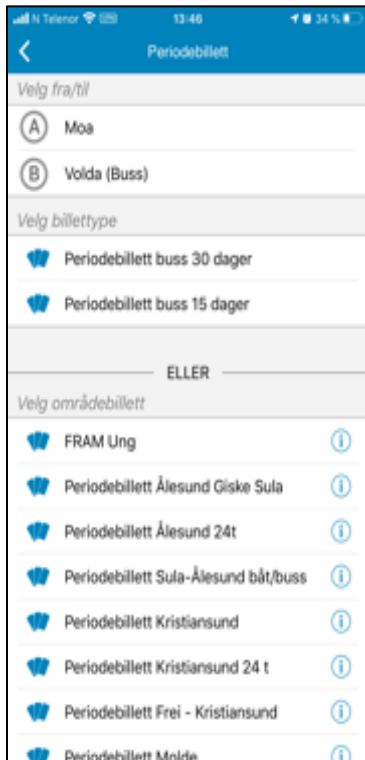 N Telenor 13:46 34 %
Periodebillett
Velg fra/til
A Moa
B Volda (Buss)
Velg billettype
Periodebillett buss 30 dager
Periodebillett buss 15 dager
ELLER
Velg områdebillett
FRAM Ung
Periodebillett Ålesund Giske Sula
Periodebillett Ålesund 24t
Periodebillett Sula-Ålesund båt/buss
Periodebillett Kristiansund
Periodebillett Kristiansund 24 t
Periodebillett Frei - Kristiansund
Periodebillett Molde